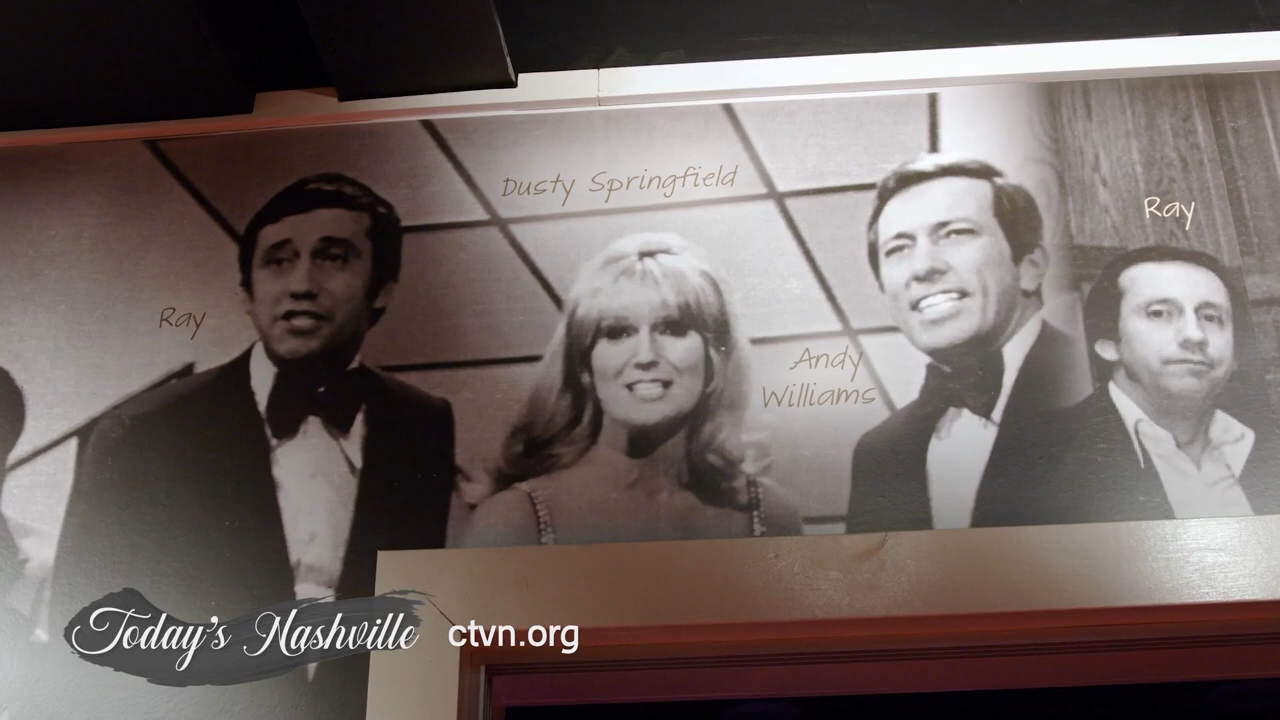 Dusty Springfield
Ray
Ray
Andy
Williams
Today's Nashville
ctvn.org